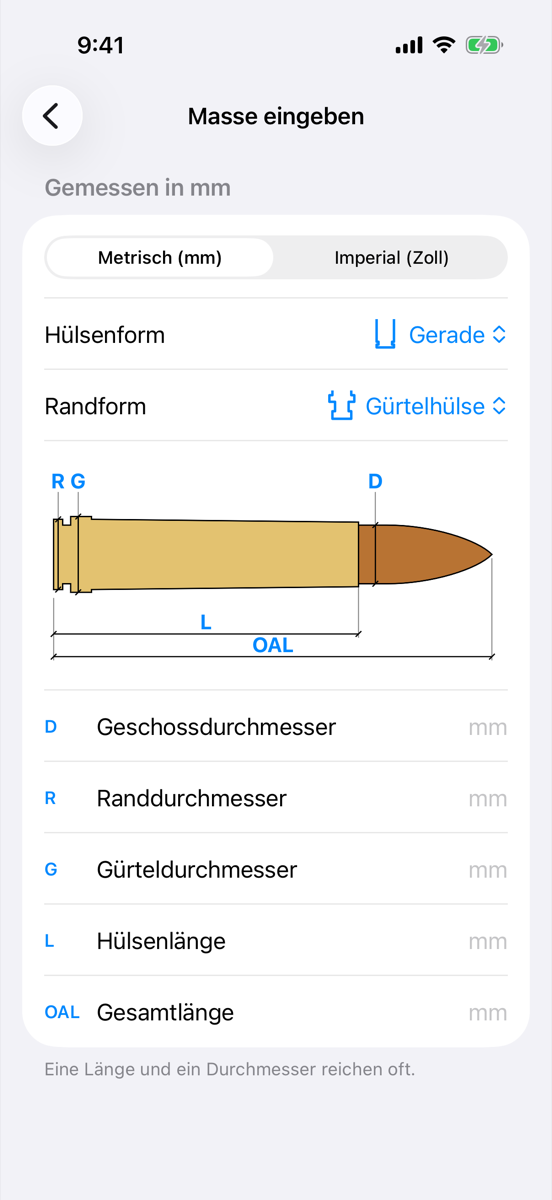 9:41
Masse eingeben
Gemessen in mm
Metrisch (mm) Imperial (Zoll)
Hülsenform Gerade
Randform Gürtelhülse
R G D
L
OAL
D Geschossdurchmesser mm
R Randdurchmesser mm
G Gürteldurchmesser mm
L Hülsenlänge mm
OAL Gesamtlänge mm
Eine Länge und ein Durchmesser reichen oft.